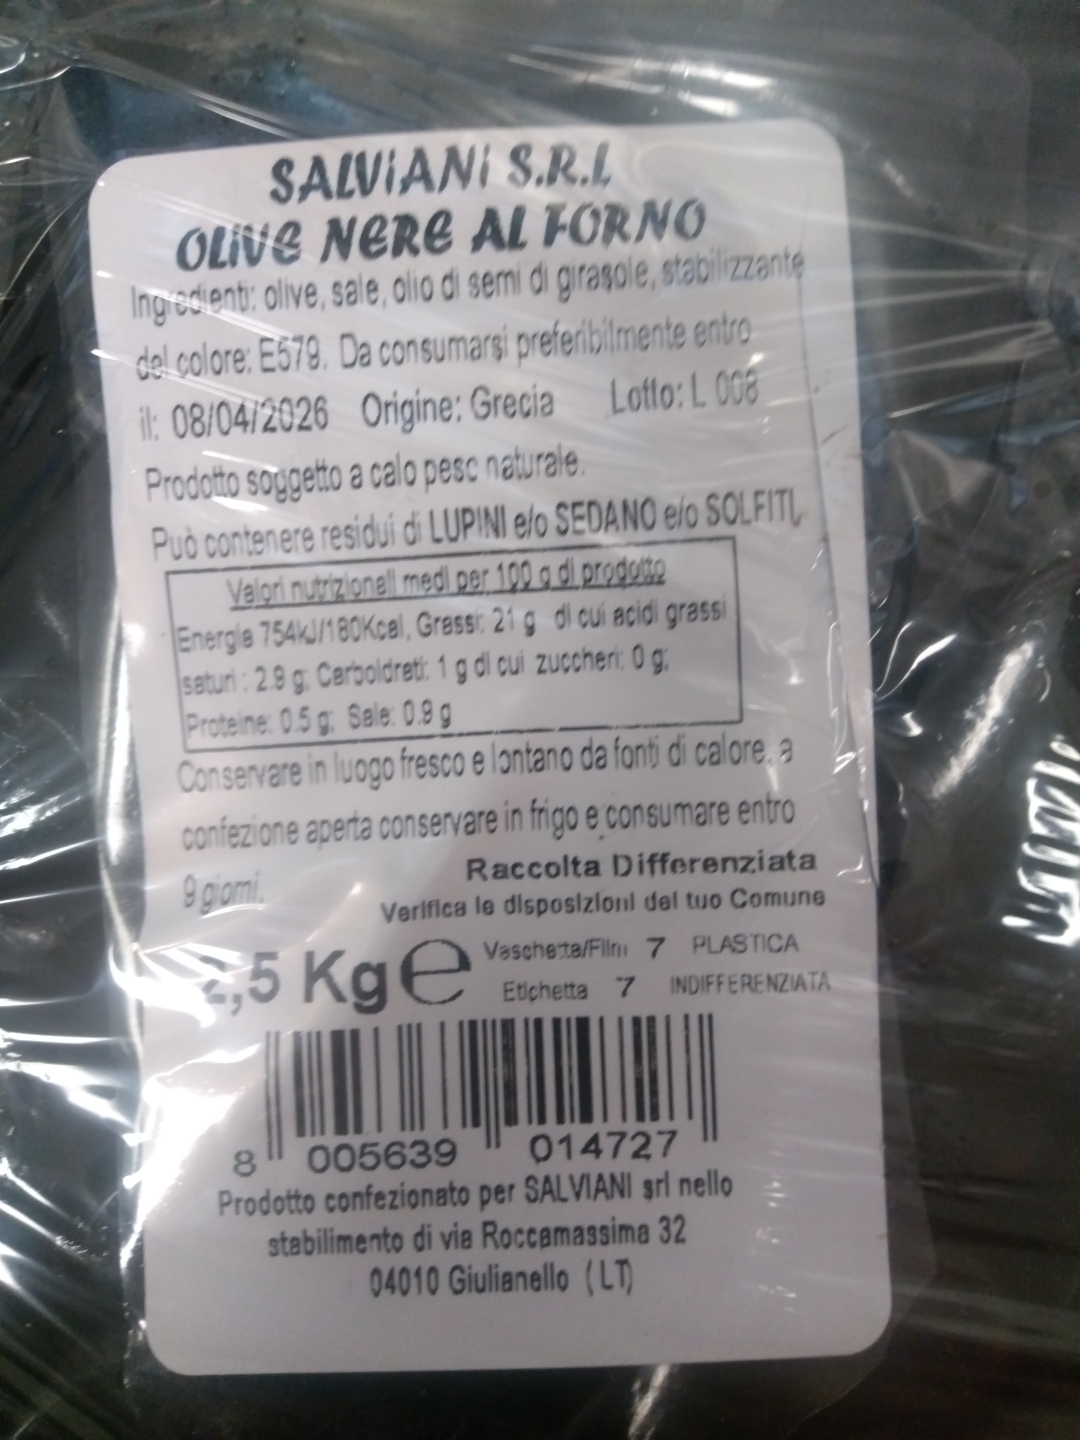 SALViANi S.R.L
OLiVE NERE AL FORNO
Ingredienti: olive, sale, olio di semi di girasole, stabilizzante
del colore: E579. Da consumarsi preferibilmente entro
il: 08/04/2026 Origine: Grecia Lotto: L 008
Prodotto soggetto a calo peso naturale.
Può contenere residui di LUPINI e/o SEDANO e/o SOLFITI.
Valori nutrizionali medi per 100 g di prodotto
Energia 754kJ/180Kcal, Grassi: 21 g di cui acidi grassi
saturi : 2.9 g; Carboidrati: 1 g di cui zuccheri: 0 g;
Proteine: 0.5 g; Sale: 0.9 g
Conservare in luogo fresco e lontano da fonti di calore, a
confezione aperta conservare in frigo e consumare entro
9 giorni.
Raccolta Differenziata
Verifica le disposizioni del tuo Comune
Vaschetta/Film 7 PLASTICA
Etichetta 7 INDIFFERENZIATA
,5 Kg e
8 005639 014727
Prodotto confezionato per SALVIANI srl nello
stabilimento di via Roccamassima 32
04010 Giulianello (LT)